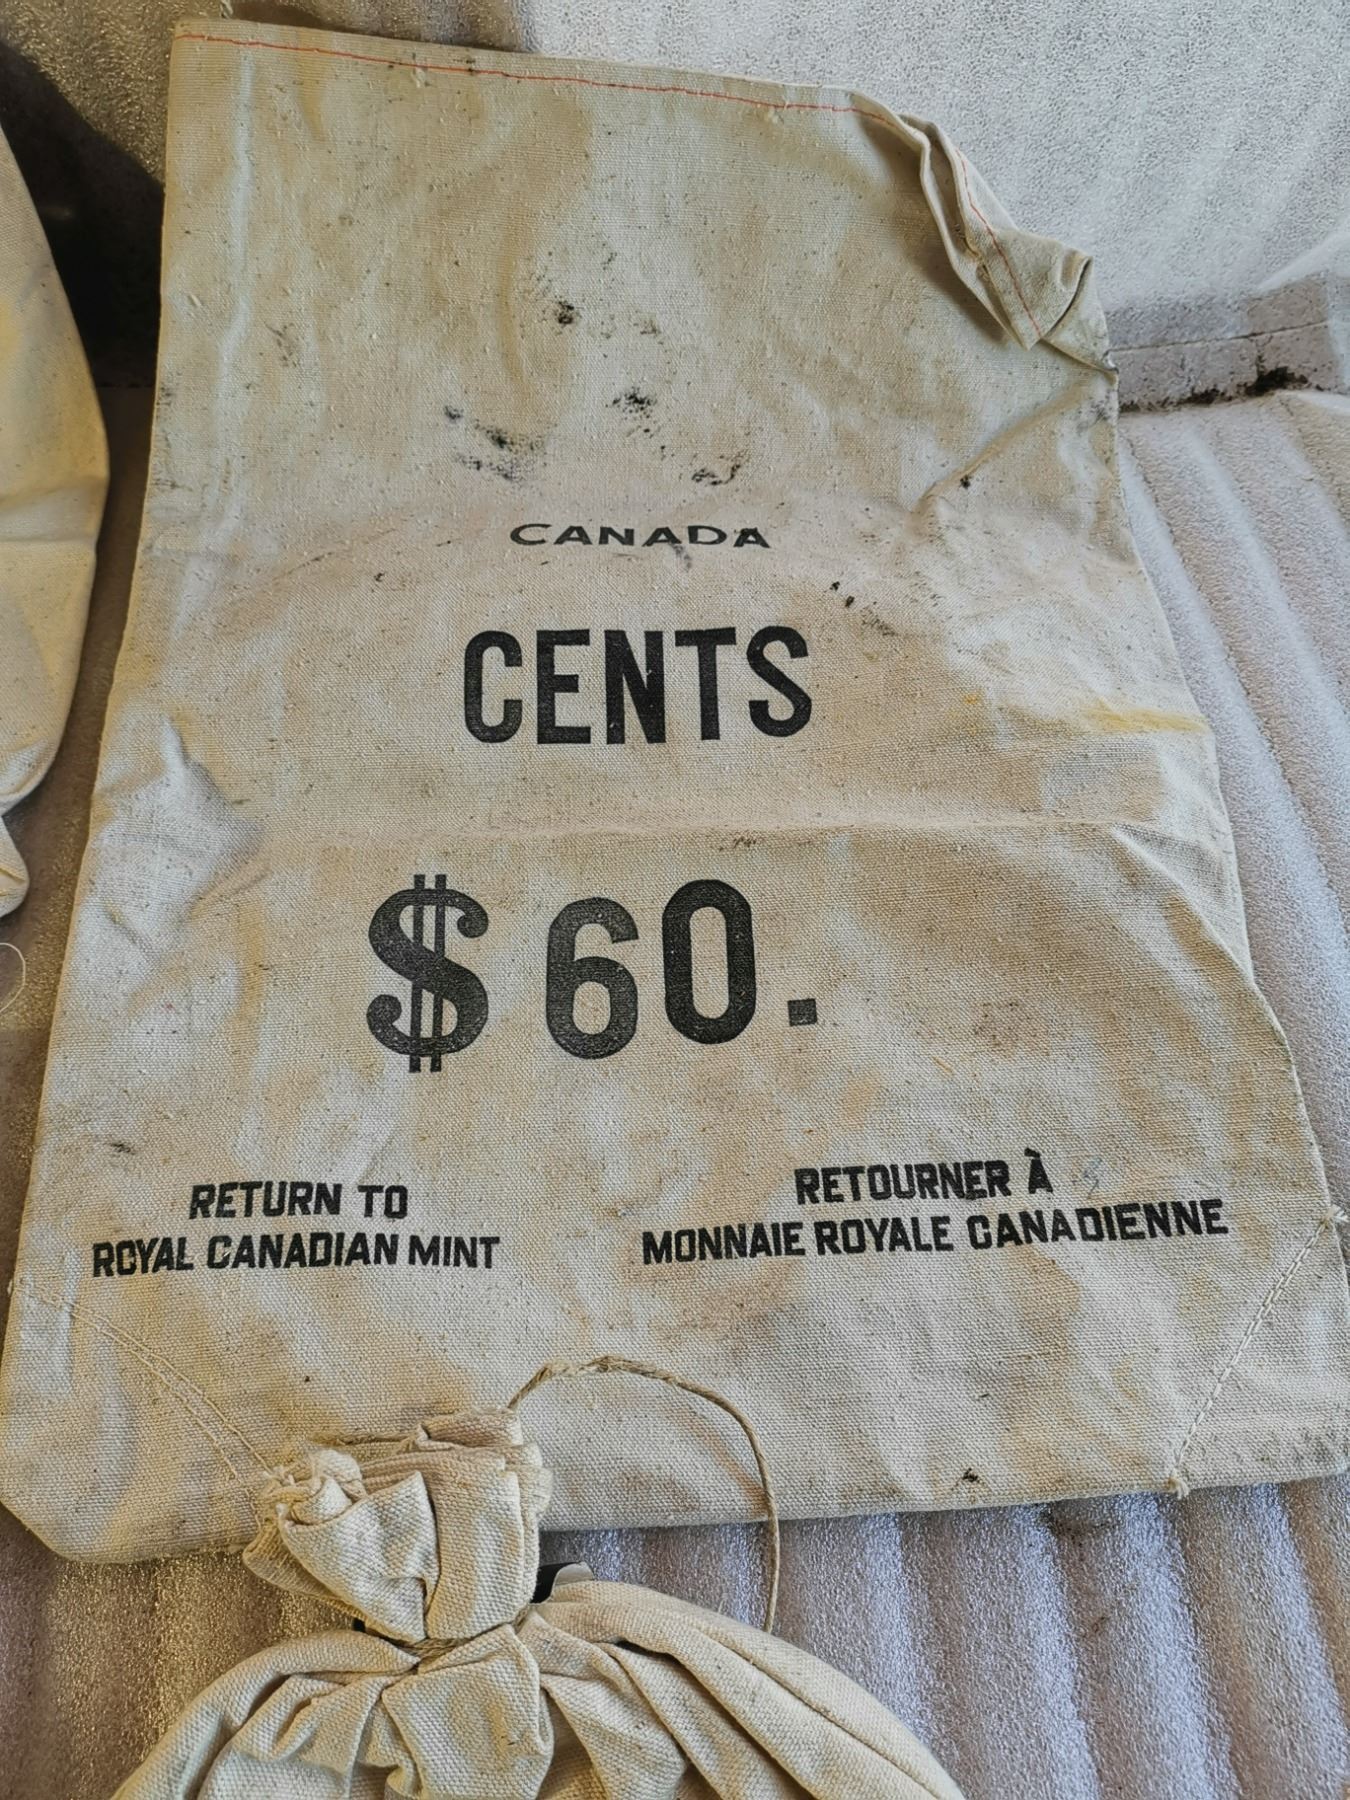 CANADA
CENTS
$60.
RETURN TO
ROYAL CANADIAN MINT
RETOURNER À
MONNAIE ROYALE CANADIENNE